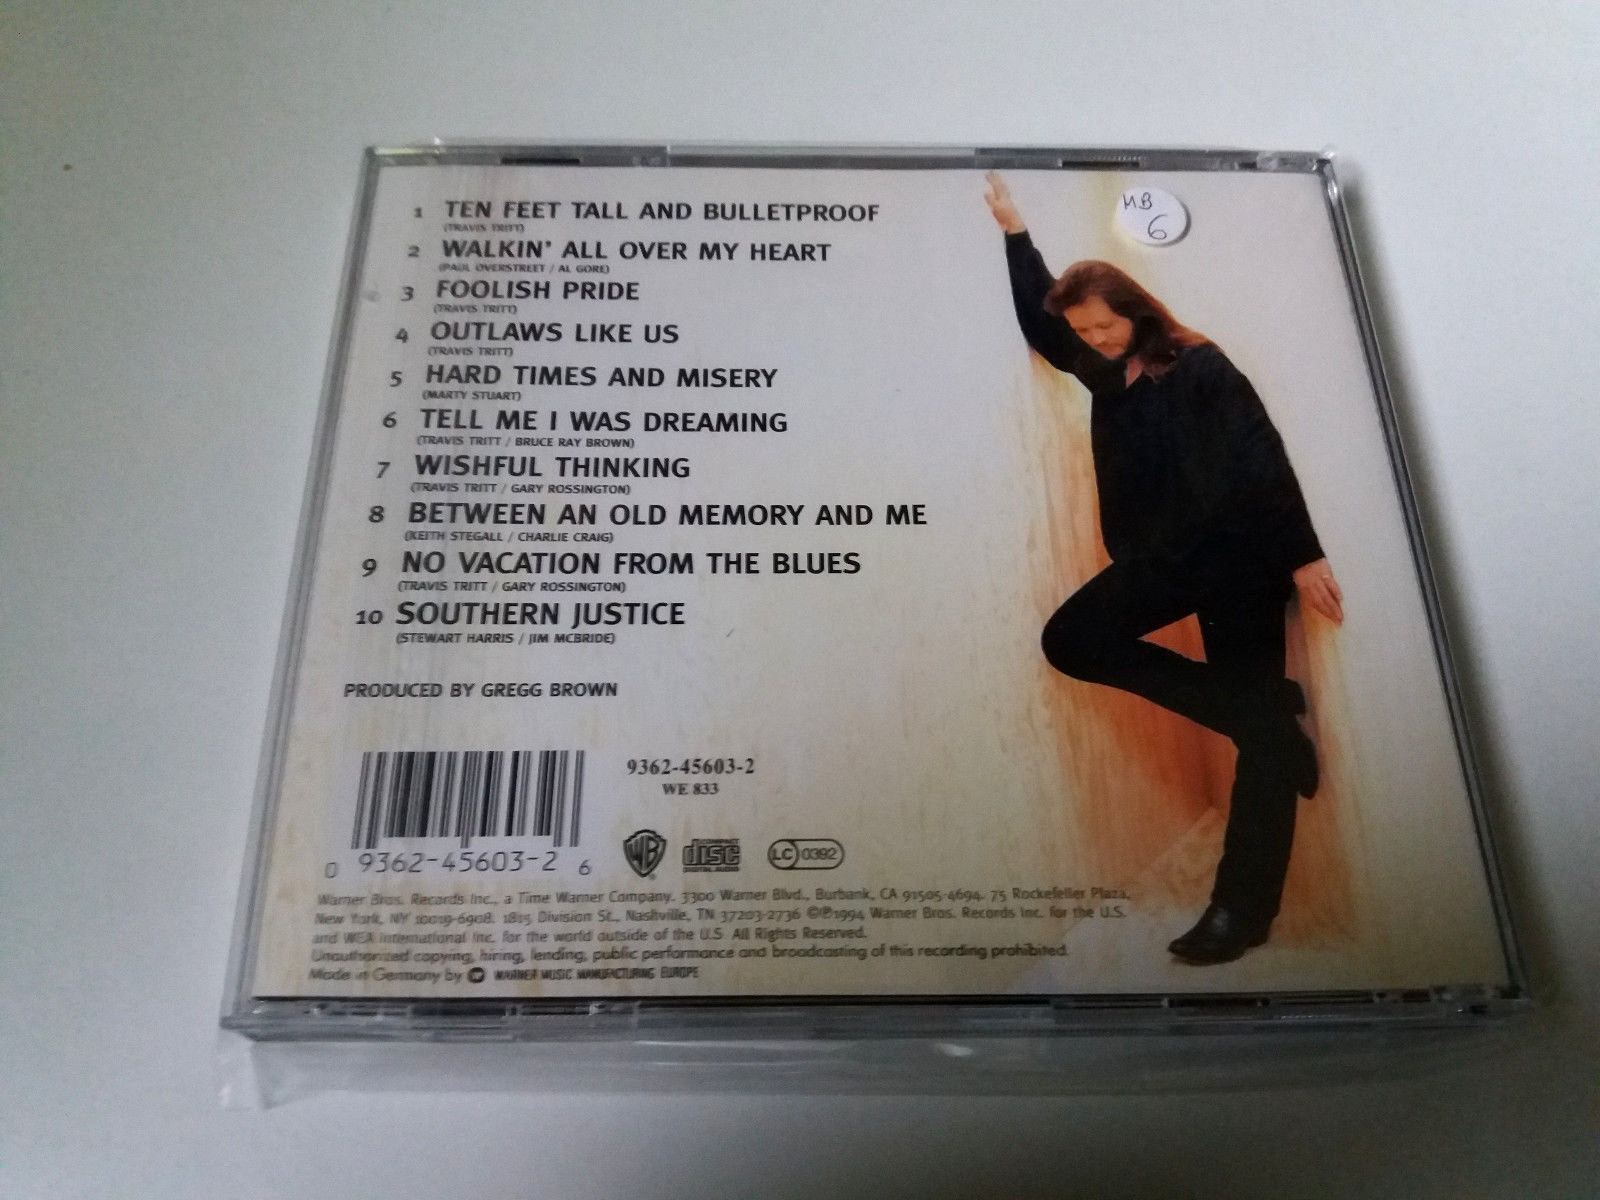 1 TEN FEET TALL AND BULLETPROOF
(TRAVIS TRITT)
2 WALKIN' ALL OVER MY HEART
(PAUL OVERSTREET / AL GORE)
3 FOOLISH PRIDE
(TRAVIS TRITT)
4 OUTLAWS LIKE US
(TRAVIS TRITT)
5 HARD TIMES AND MISERY
(MARTY STUART)
6 TELL ME I WAS DREAMING
(TRAVIS TRITT / BRUCE RAY BROWN)
7 WISHFUL THINKING
(TRAVIS TRITT / GARY ROSSINGTON)
8 BETWEEN AN OLD MEMORY AND ME
(KEITH STEGALL / CHARLIE CRAIG)
9 NO VACATION FROM THE BLUES
(TRAVIS TRITT / GARY ROSSINGTON)
10 SOUTHERN JUSTICE
(STEWART HARRIS / JIM MCBRIDE)
PRODUCED BY GREGG BROWN
MB
6
9362-45603-2
WE 833
0 9362-45603-2 6
WB
COMPACT
disc
DIGITAL AUDIO
LC 0392
Warner Bros. Records Inc., a Time Warner Company. 3300 Warner Blvd., Burbank, CA 91505-4694. 75 Rockefeller Plaza,
New York, NY 10019-6908. 1815 Division St., Nashville, TN 37203-2736 ©℗1994 Warner Bros. Records Inc. for the U.S.
and WEA International Inc. for the world outside of the U.S. All Rights Reserved.
Unauthorized copying, hiring, lending, public performance and broadcasting of this recording prohibited.
Made in Germany by WARNER MUSIC MANUFACTURING EUROPE